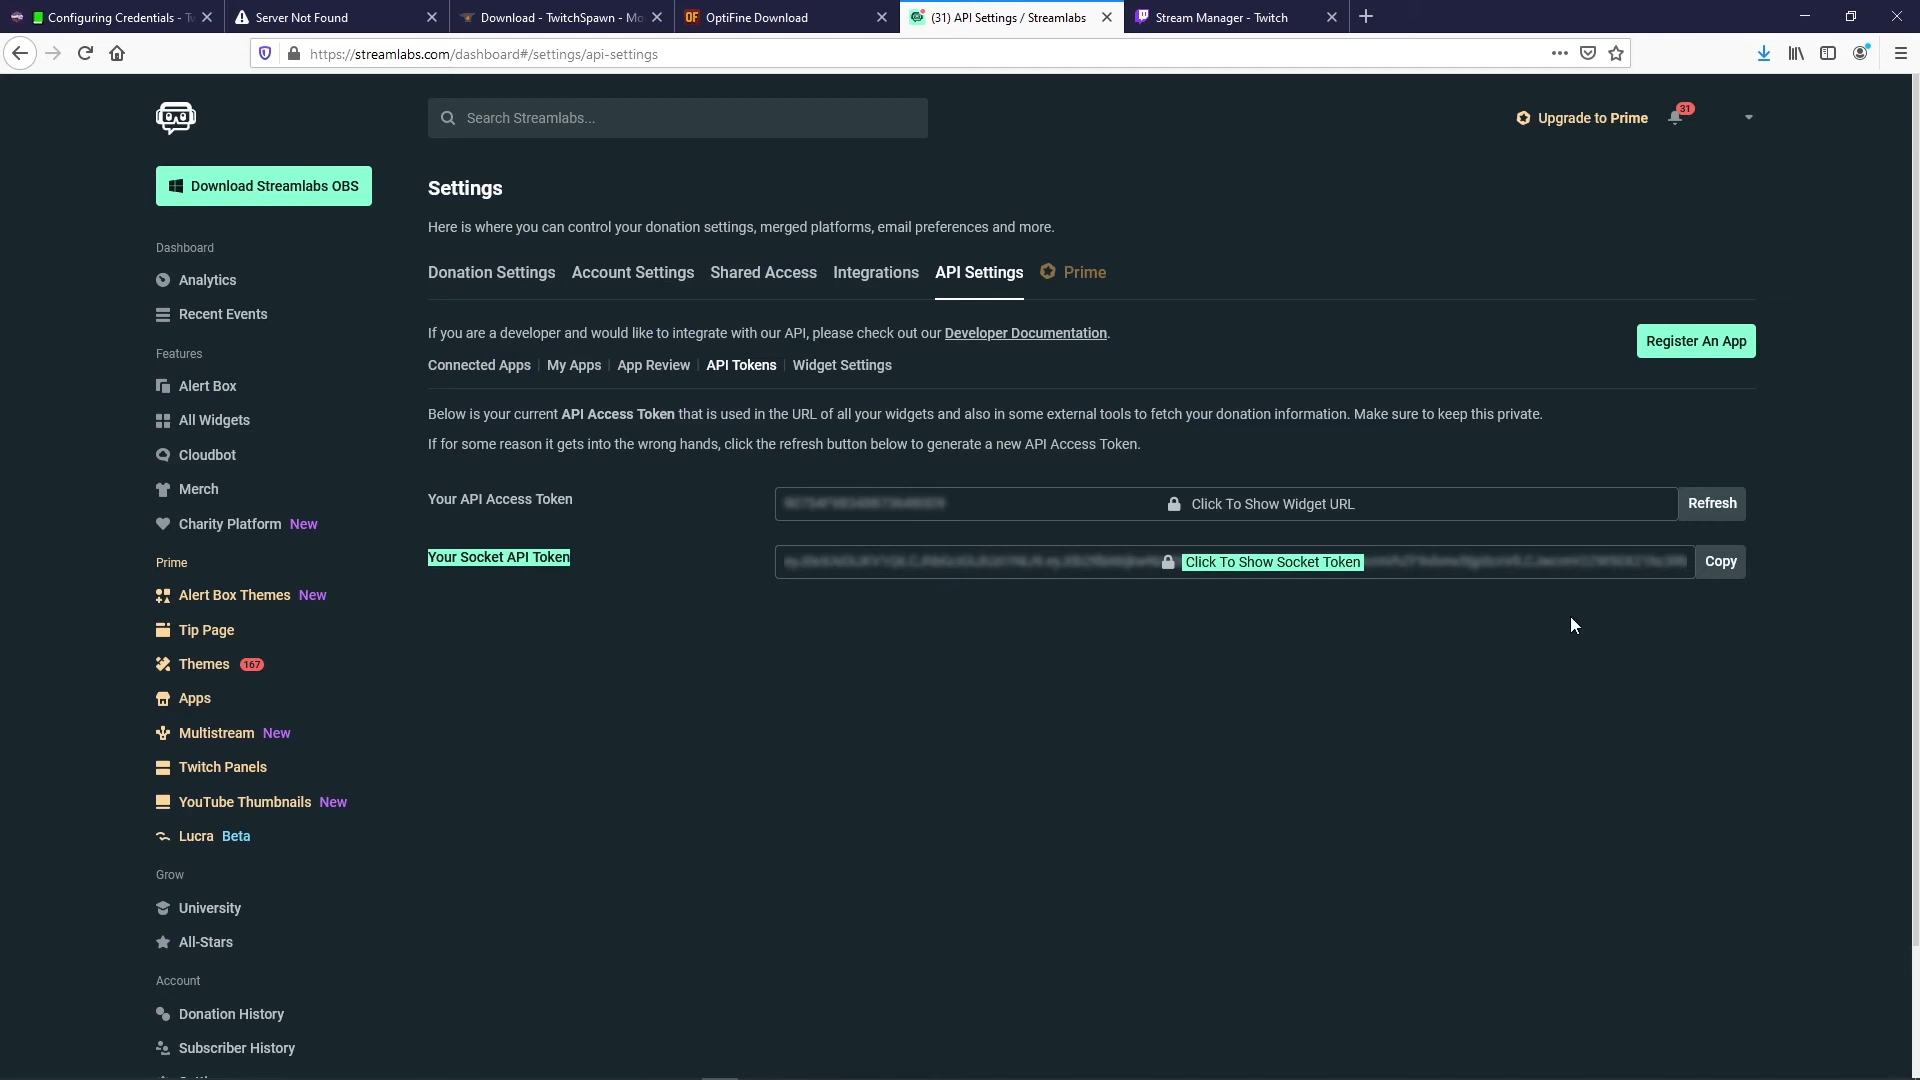 Configuring Credentials - Tw
Server Not Found
Download - TwitchSpawn - Mo
OptiFine Download
(31) API Settings / Streamlabs
Stream Manager - Twitch
https://streamlabs.com/dashboard#/settings/api-settings
Search Streamlabs...
Upgrade to Prime
31
Download Streamlabs OBS
Dashboard
Analytics
Recent Events
Features
Alert Box
All Widgets
Cloudbot
Merch
Charity Platform New
Prime
Alert Box Themes New
Tip Page
Themes 167
Apps
Multistream New
Twitch Panels
YouTube Thumbnails New
Lucra Beta
Grow
University
All-Stars
Account
Donation History
Subscriber History
Settings
Here is where you can control your donation settings, merged platforms, email preferences and more.
Donation Settings Account Settings Shared Access Integrations API Settings Prime
If you are a developer and would like to integrate with our API, please check out our Developer Documentation.
Register An App
Connected Apps | My Apps | App Review | API Tokens | Widget Settings
Below is your current API Access Token that is used in the URL of all your widgets and also in some external tools to fetch your donation information. Make sure to keep this private.
If for some reason it gets into the wrong hands, click the refresh button below to generate a new API Access Token.
Your API Access Token
Click To Show Widget URL
Refresh
Your Socket API Token
Click To Show Socket Token
Copy